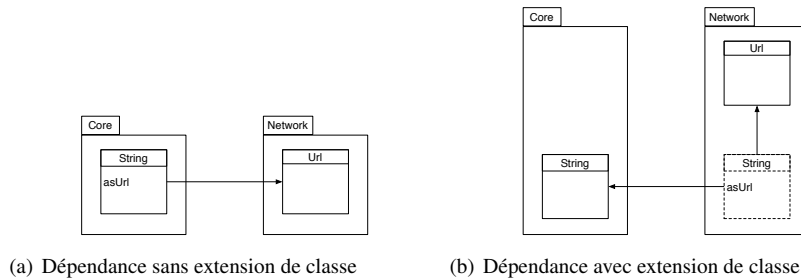 Core
Network
String
Url
asUrl
(a) Dépendance sans extension de classe
Core
Network
Url
String
String
asUrl
(b) Dépendance avec extension de classe